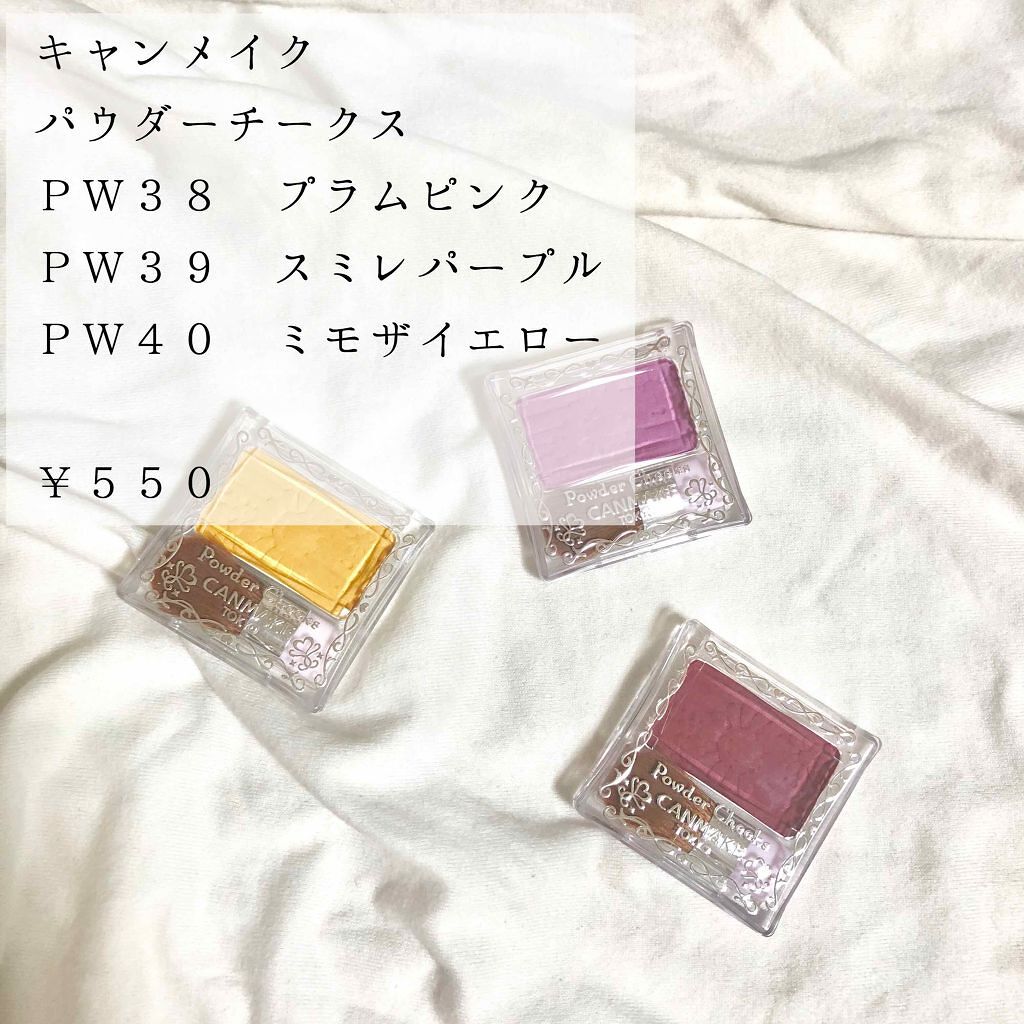 キャンメイク
パウダーチークス
ＰＷ３８　プラムピンク
ＰＷ３９　スミレパープル
ＰＷ４０　ミモザイエロー
￥５５０
Powder Cheeks
CANMAKE
TOKYO
Powder Cheeks
CANMAKE
TOKYO
Powder Cheeks
CANMAKE
TOKYO